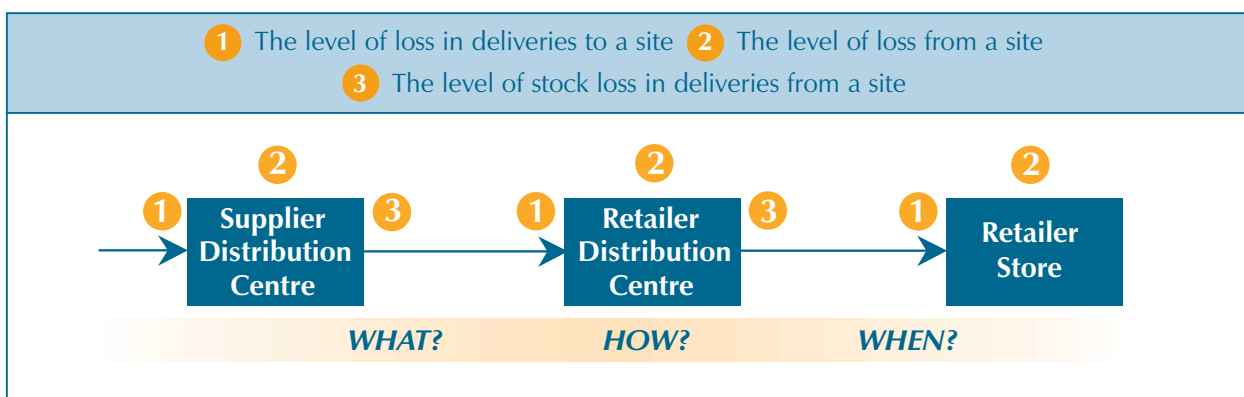 1 The level of loss in deliveries to a site 2 The level of loss from a site
3 The level of stock loss in deliveries from a site
2 2 2
1 3 1 3 1
Supplier
Distribution
Centre
Retailer
Distribution
Centre
Retailer
Store
WHAT? HOW? WHEN?